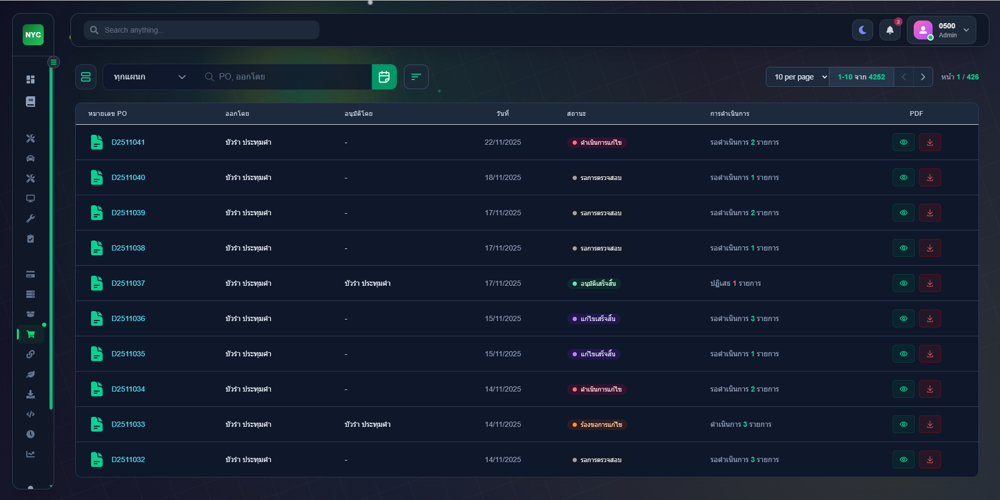 NYC
Search anything...
2
0500
Admin
ทุกแผนก
PO, ออกโดย
10 per page
1-10 จาก 4252
หน้า 1 / 426
หมายเลข PO ออกโดย อนุมัติโดย วันที่ สถานะ การดำเนินการ PDF
D2511041 บัวรำ ประทุมคำ - 22/11/2025 ดำเนินการแก้ไข รอดำเนินการ 2 รายการ
D2511040 บัวรำ ประทุมคำ - 18/11/2025 รอการตรวจสอบ รอดำเนินการ 1 รายการ
D2511039 บัวรำ ประทุมคำ - 17/11/2025 รอการตรวจสอบ รอดำเนินการ 2 รายการ
D2511038 บัวรำ ประทุมคำ - 17/11/2025 รอการตรวจสอบ รอดำเนินการ 1 รายการ
D2511037 บัวรำ ประทุมคำ บัวรำ ประทุมคำ 17/11/2025 อนุมัติเสร็จสิ้น ปฏิเสธ 1 รายการ
D2511036 บัวรำ ประทุมคำ - 15/11/2025 แก้ไขเสร็จสิ้น รอดำเนินการ 3 รายการ
D2511035 บัวรำ ประทุมคำ - 15/11/2025 แก้ไขเสร็จสิ้น รอดำเนินการ 1 รายการ
D2511034 บัวรำ ประทุมคำ - 14/11/2025 ดำเนินการแก้ไข รอดำเนินการ 2 รายการ
D2511033 บัวรำ ประทุมคำ บัวรำ ประทุมคำ 14/11/2025 ร้องขอการแก้ไข ดำเนินการ 3 รายการ
D2511032 บัวรำ ประทุมคำ - 14/11/2025 รอการตรวจสอบ รอดำเนินการ 3 รายการ